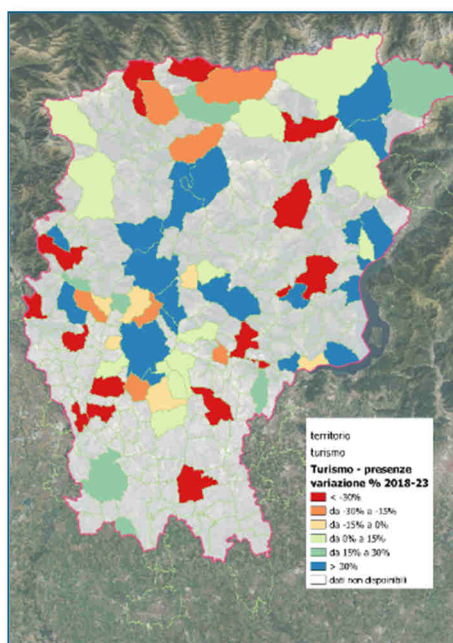 territorio
turismo
Turismo - presenze
variazione % 2018-23
< -30%
da -30% a -15%
da -15% a 0%
da 0% a 15%
da 15% a 30%
> 30%
dati non disponibili